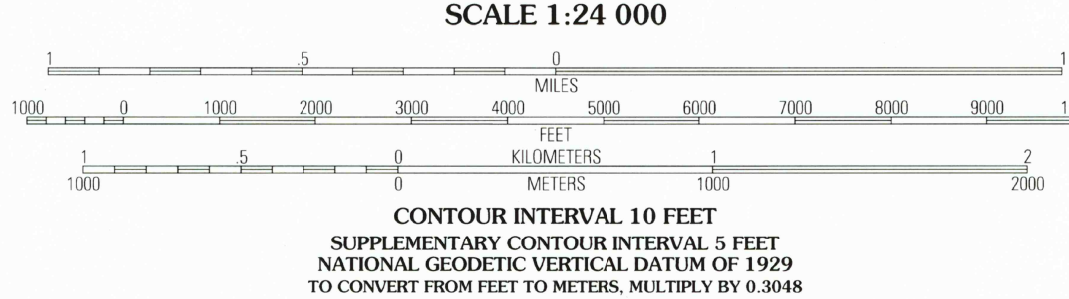 SCALE 1:24 000
1 .5 0 1
MILES
1000 0 1000 2000 3000 4000 5000 6000 7000 8000 9000 1
FEET
1 .5 0 KILOMETERS 1 2
1000 0 METERS 1000 2000
CONTOUR INTERVAL 10 FEET
SUPPLEMENTARY CONTOUR INTERVAL 5 FEET
NATIONAL GEODETIC VERTICAL DATUM OF 1929
TO CONVERT FROM FEET TO METERS, MULTIPLY BY 0.3048